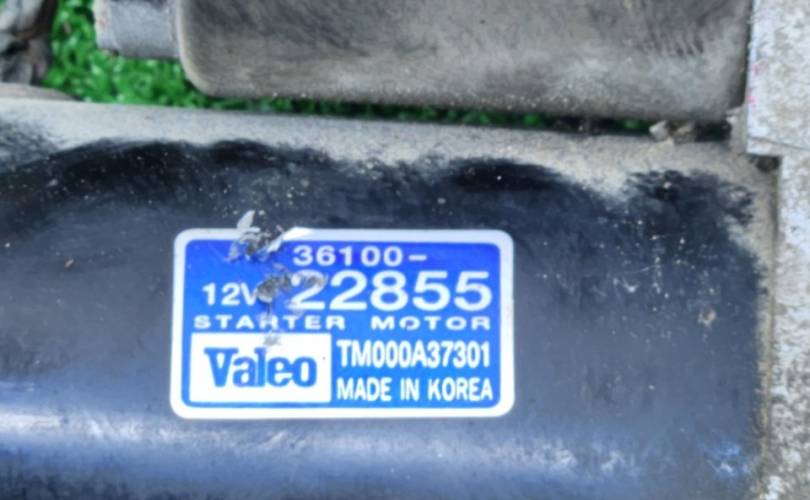 36100-
12V 22855
STARTER MOTOR
Valeo
TM000A37301
MADE IN KOREA